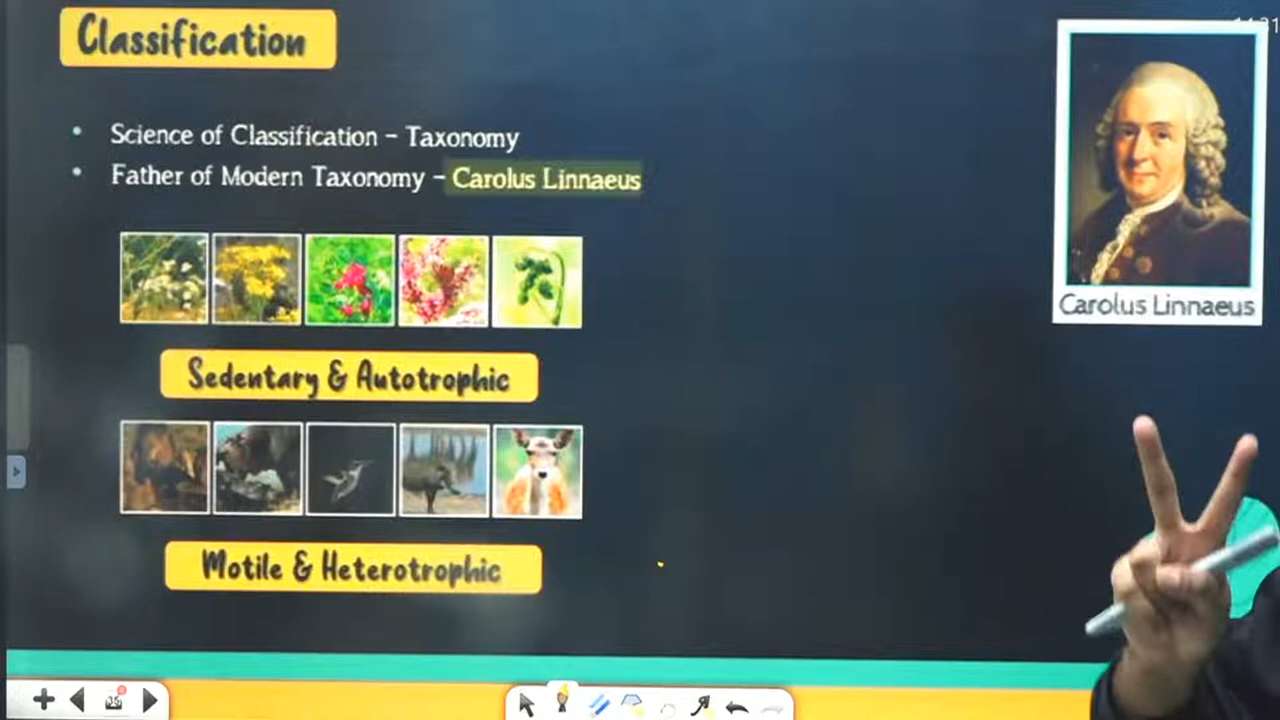 Classification
Science of Classification - Taxonomy
Father of Modern Taxonomy - Carolus Linnaeus
Carolus Linnaeus
Sedentary & Autotrophic
Motile & Heterotrophic